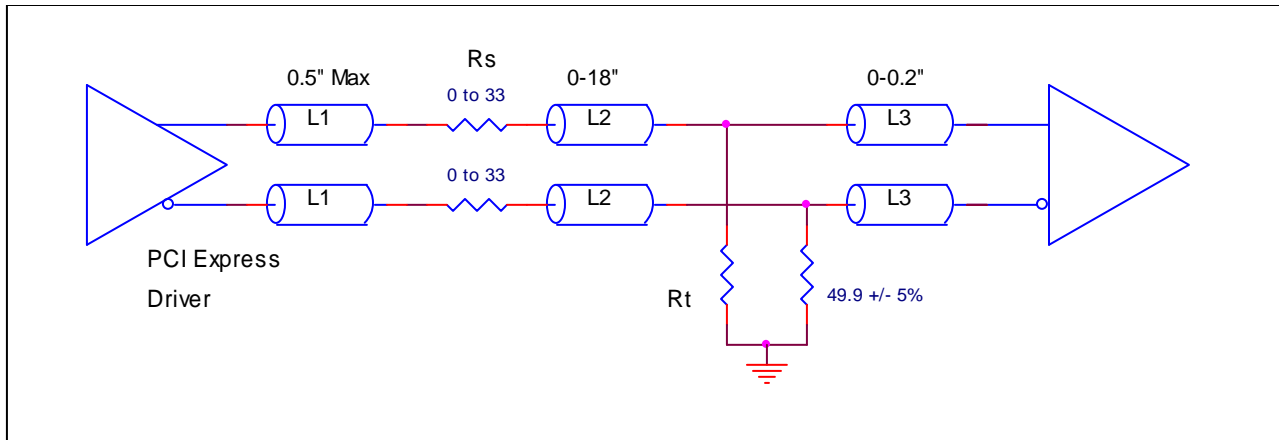 Rs
0.5" Max
0-18"
0-0.2"
0 to 33
L1
L2
L3
0 to 33
L1
L2
L3
PCI Express
Driver
Rt
49.9 +/- 5%